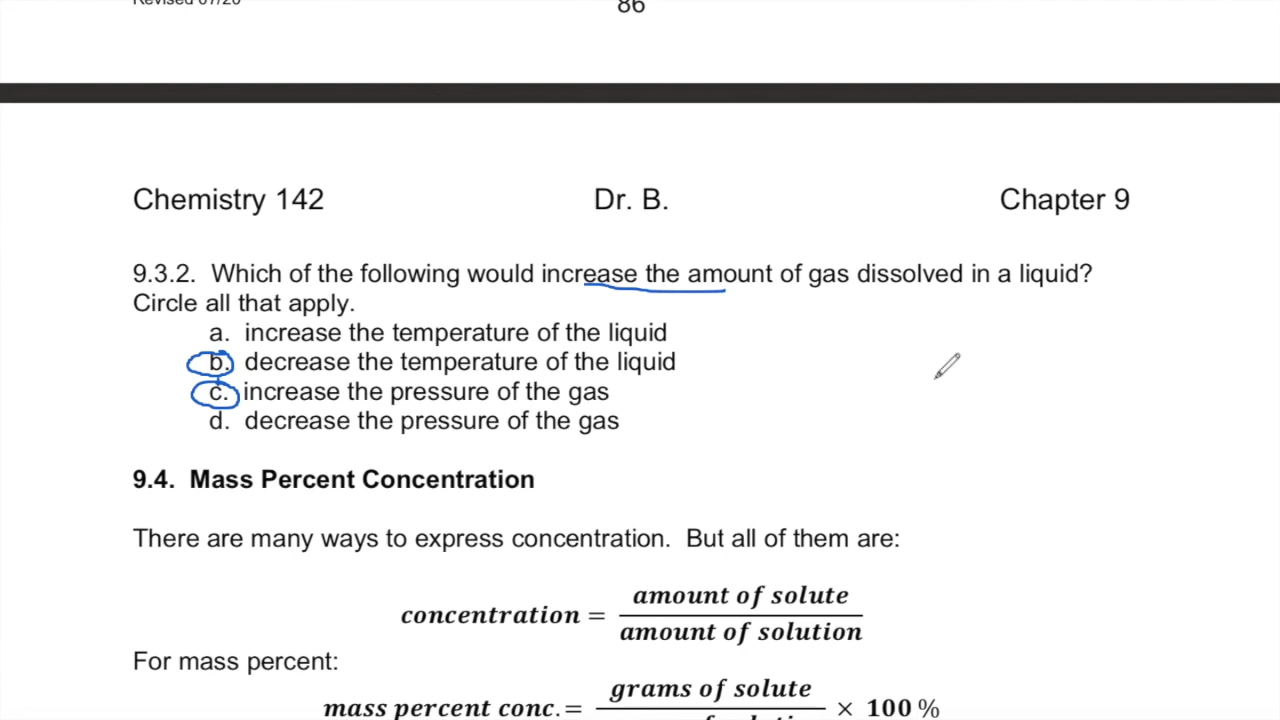 Revised 07/20
86
Chemistry 142 Dr. B. Chapter 9
9.3.2. Which of the following would increase the amount of gas dissolved in a liquid?
Circle all that apply.
a. increase the temperature of the liquid
b. decrease the temperature of the liquid
c. increase the pressure of the gas
d. decrease the pressure of the gas
9.4. Mass Percent Concentration
There are many ways to express concentration. But all of them are:
concentration = amount of solute
amount of solution
For mass percent:
mass percent conc. = grams of solute × 100 %